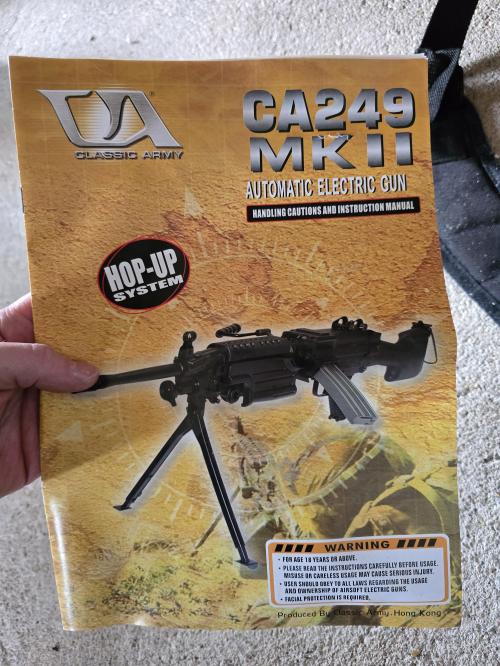 CA
®
CLASSIC ARMY
CA249
MK II
AUTOMATIC ELECTRIC GUN
HANDLING CAUTIONS AND INSTRUCTION MANUAL
HOP-UP
SYSTEM
WARNING
• FOR AGE 18 YEARS OR ABOVE.
• PLEASE READ THE INSTRUCTIONS CAREFULLY BEFORE USAGE.
MISUSE OR CARELESS USAGE MAY CAUSE SERIOUS INJURY.
• USER SHOULD OBEY TO ALL LAWS REGARDING THE USAGE
AND OWNERSHIP OF AIRSOFT ELECTRIC GUNS.
• FACIAL PROTECTION IS REQUIRED.
Produced By Classic Army. Hong Kong